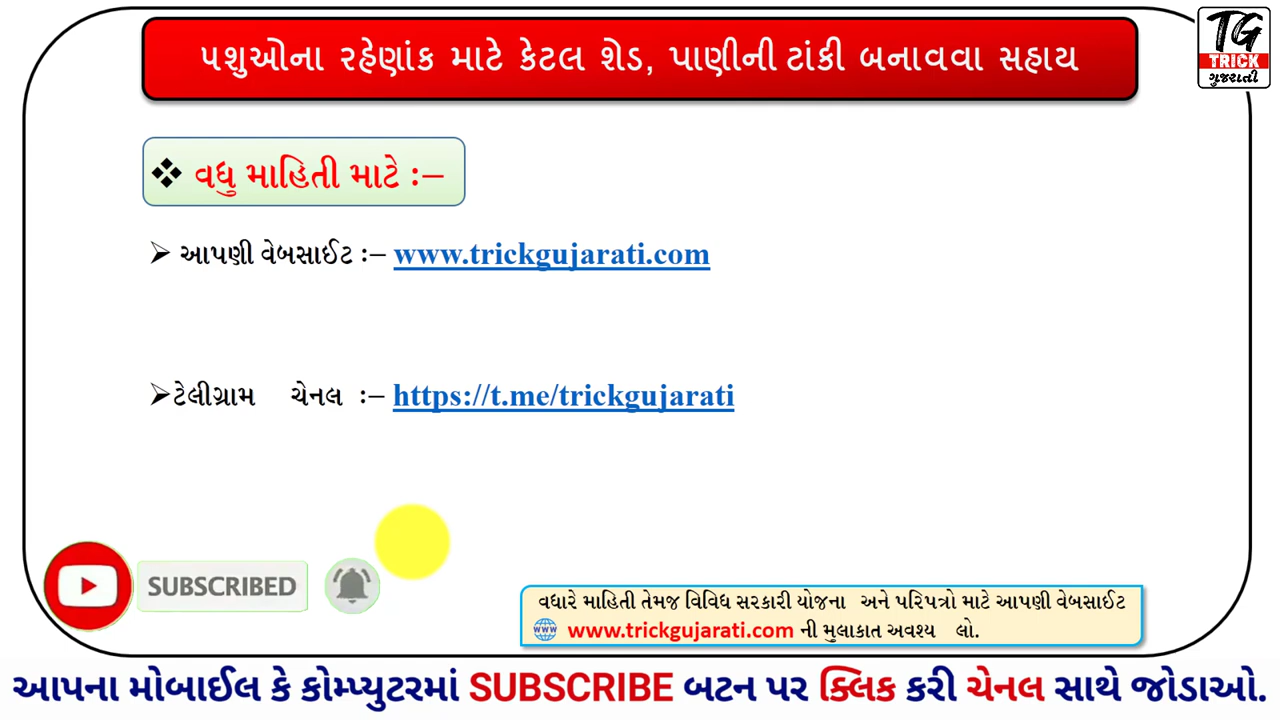 પશુઓના રહેણાંક માટે કેટલ શેડ, પાણીની ટાંકી બનાવવા સહાય
TG
TRICK
ગુજરાતી
❖ વધુ માહિતી માટે :–
➢ આપણી વેબસાઈટ :– www.trickgujarati.com
➢ ટેલીગ્રામ ચેનલ :– https://t.me/trickgujarati
SUBSCRIBED
વધારે માહિતી તેમજ વિવિધ સરકારી યોજના અને પરિપત્રો માટે આપણી વેબસાઈટ
www www.trickgujarati.com ની મુલાકાત અવશ્ય લો.
આપના મોબાઈલ કે કોમ્પ્યુટરમાં SUBSCRIBE બટન પર ક્લિક કરી ચેનલ સાથે જોડાઓ.